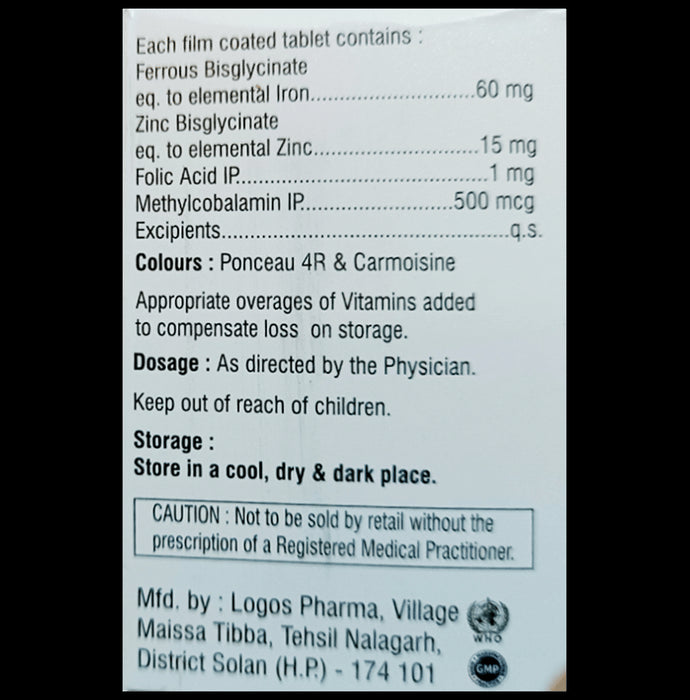 Each film coated tablet contains :
Ferrous Bisglycinate
eq. to elemental Iron.............................60 mg
Zinc Bisglycinate
eq. to elemental Zinc.............................15 mg
Folic Acid IP............................................1 mg
Methylcobalamin IP..........................500 mcg
Excipients...................................................q.s.
Colours : Ponceau 4R & Carmoisine
Appropriate overages of Vitamins added
to compensate loss on storage.
Dosage : As directed by the Physician.
Keep out of reach of children.
Storage :
Store in a cool, dry & dark place.
CAUTION : Not to be sold by retail without the
prescription of a Registered Medical Practitioner.
Mfd. by : Logos Pharma, Village
Maissa Tibba, Tehsil Nalagarh,
District Solan (H.P.) - 174 101
WHO
GMP